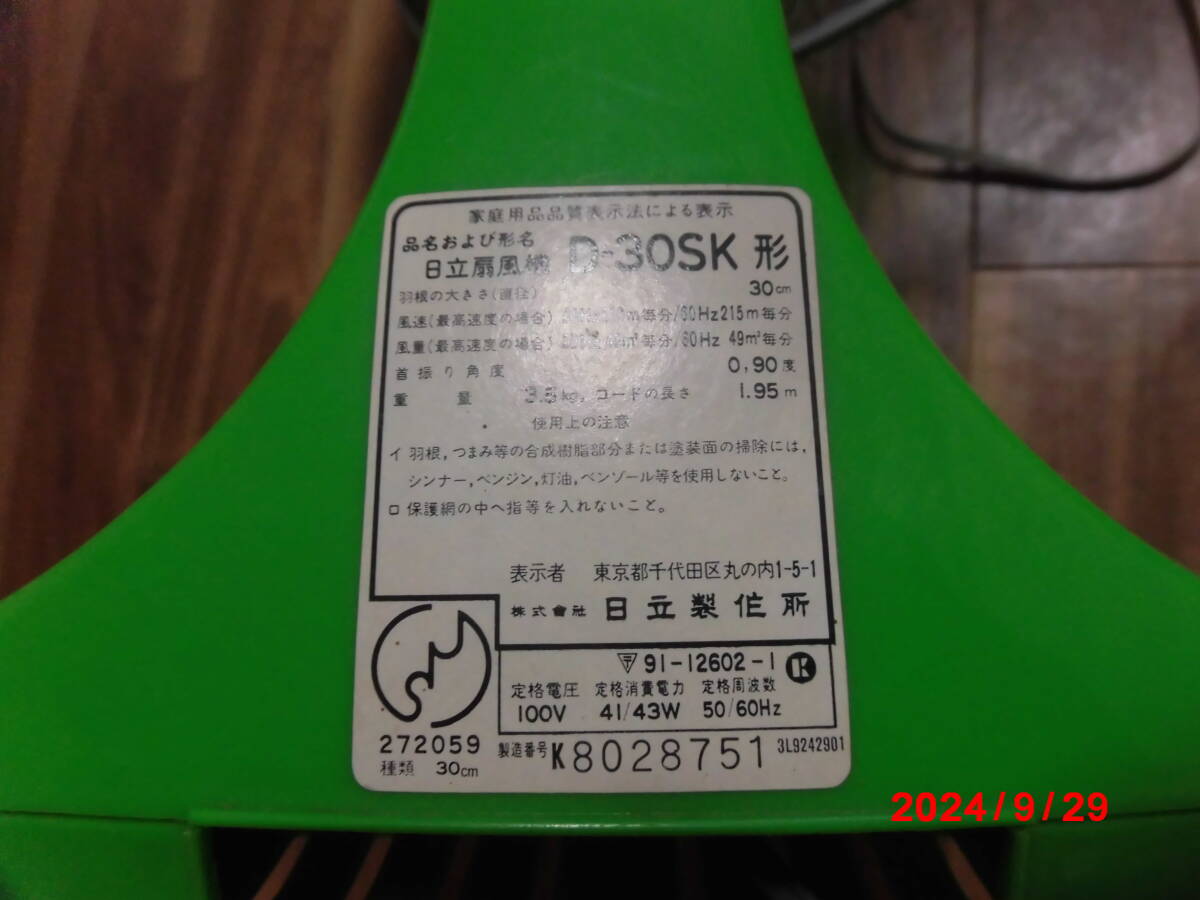 家庭用品品質表示法による表示
品名および形名
日立扇風機 D-30SK 形
羽根の大きさ(直径) 30cm
風速(最高速度の場合) m毎分/60Hz 215m毎分
風量(最高速度の場合) m³毎分/60Hz 49m³毎分
首振り角度 0,90度
重量 kg, コードの長さ 1.95m
使用上の注意
イ 羽根,つまみ等の合成樹脂部分または塗装面の掃除には,
シンナー,ベンジン,灯油,ベンゾール等を使用しないこと。
ロ 保護網の中へ指等を入れないこと。
表示者 東京都千代田区丸の内1-5-1
株式會社 日立製作所
〒 91-12602-1
定格電圧 定格消費電力 定格周波数
100V 41/43W 50/60Hz
272059
種類 30cm
製造番号 K8028751 3L9242901
2024/9/29